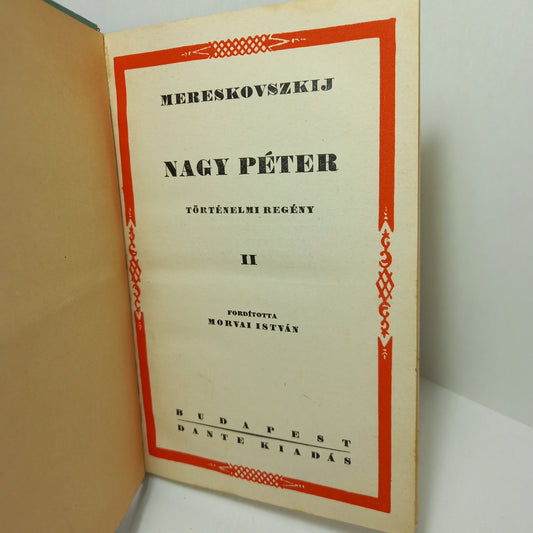 MERESKOVSZKIJ
NAGY PÉTER
TÖRTÉNELMI REGÉNY
II
FORDÍTOTTA
MORVAI ISTVÁN
BUDAPEST
DANTE KIADÁS